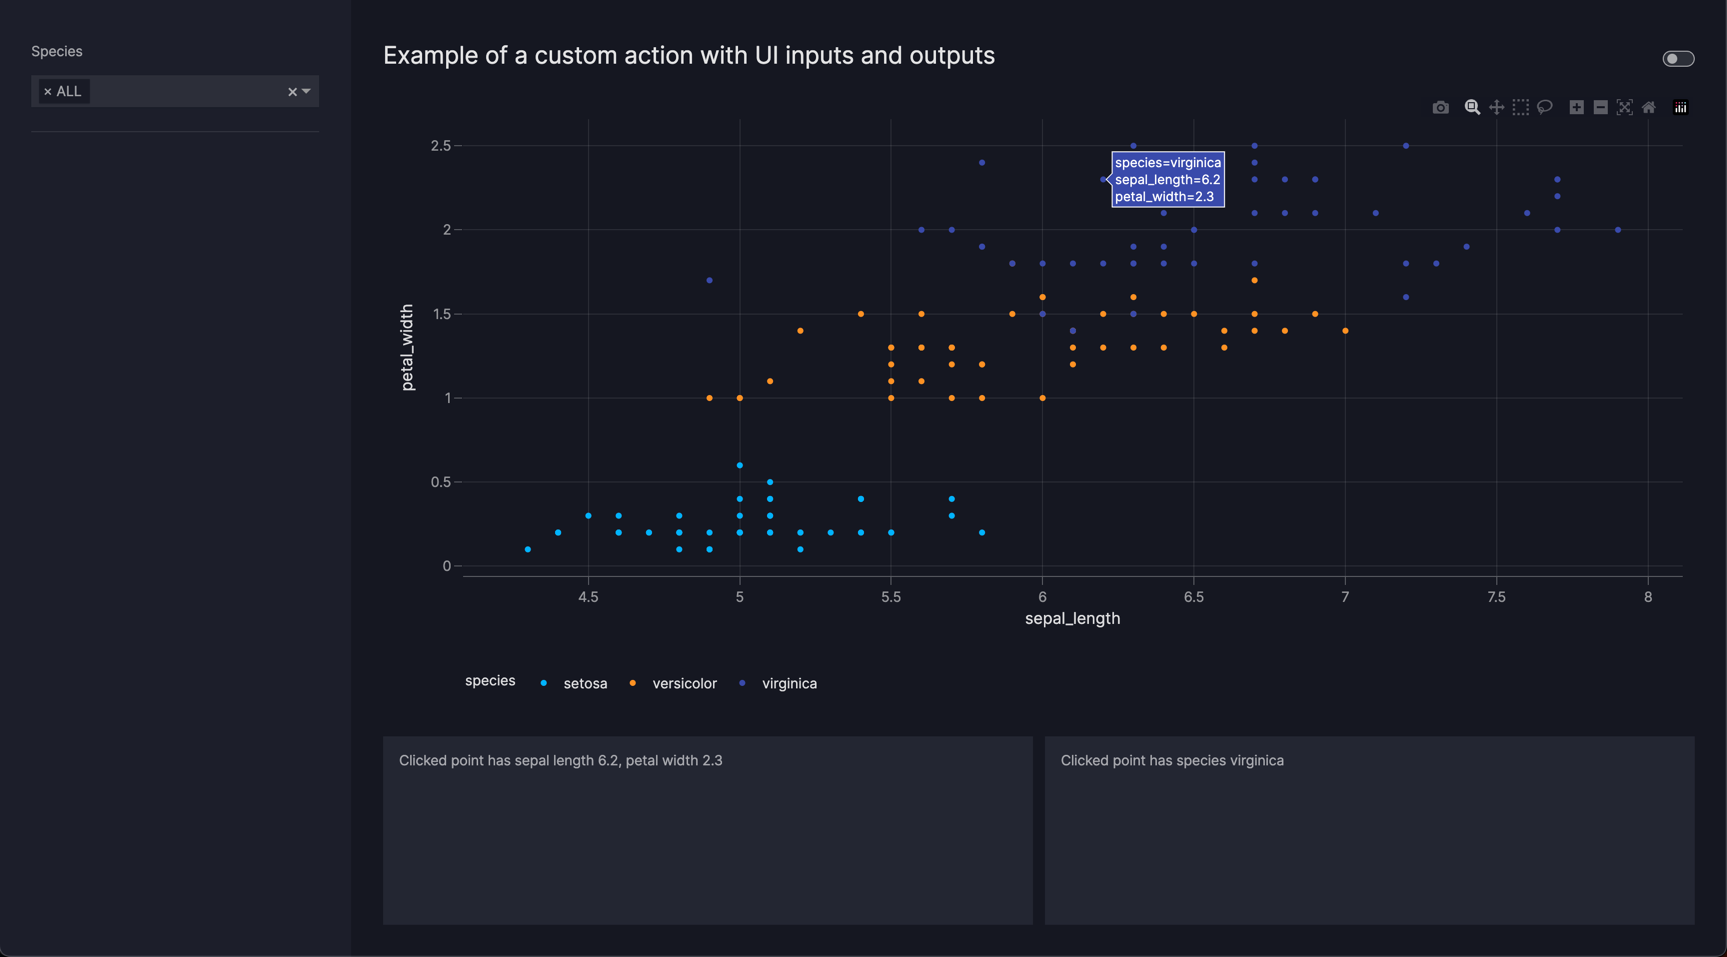 Species
× ALL
Example of a custom action with UI inputs and outputs
2.5
2
1.5
1
0.5
0
petal_width
species=virginica
sepal_length=6.2
petal_width=2.3
4.5 5 5.5 6 6.5 7 7.5 8
sepal_length
species setosa versicolor virginica
Clicked point has sepal length 6.2, petal width 2.3
Clicked point has species virginica